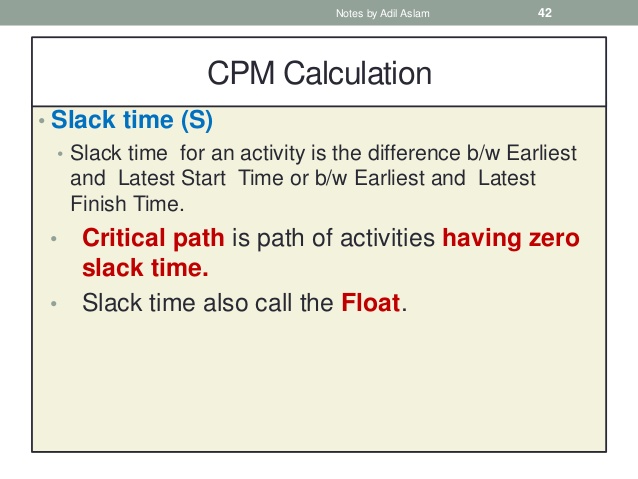 Notes by Adil Aslam 42
CPM Calculation
• Slack time (S)
• Slack time for an activity is the difference b/w Earliest
and Latest Start Time or b/w Earliest and Latest
Finish Time.
• Critical path is path of activities having zero
slack time.
• Slack time also call the Float.